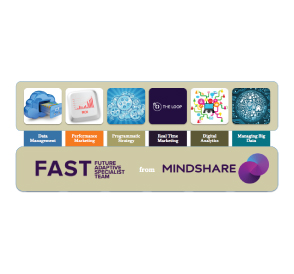 THE LOOP
Data
Management
Performance
Marketing
Programmatic
Strategy
Real Time
Marketing
Digital
Analytics
Managing Big
Data
FAST
FUTURE
ADAPTIVE
SPECIALIST
TEAM
from
MINDSHARE